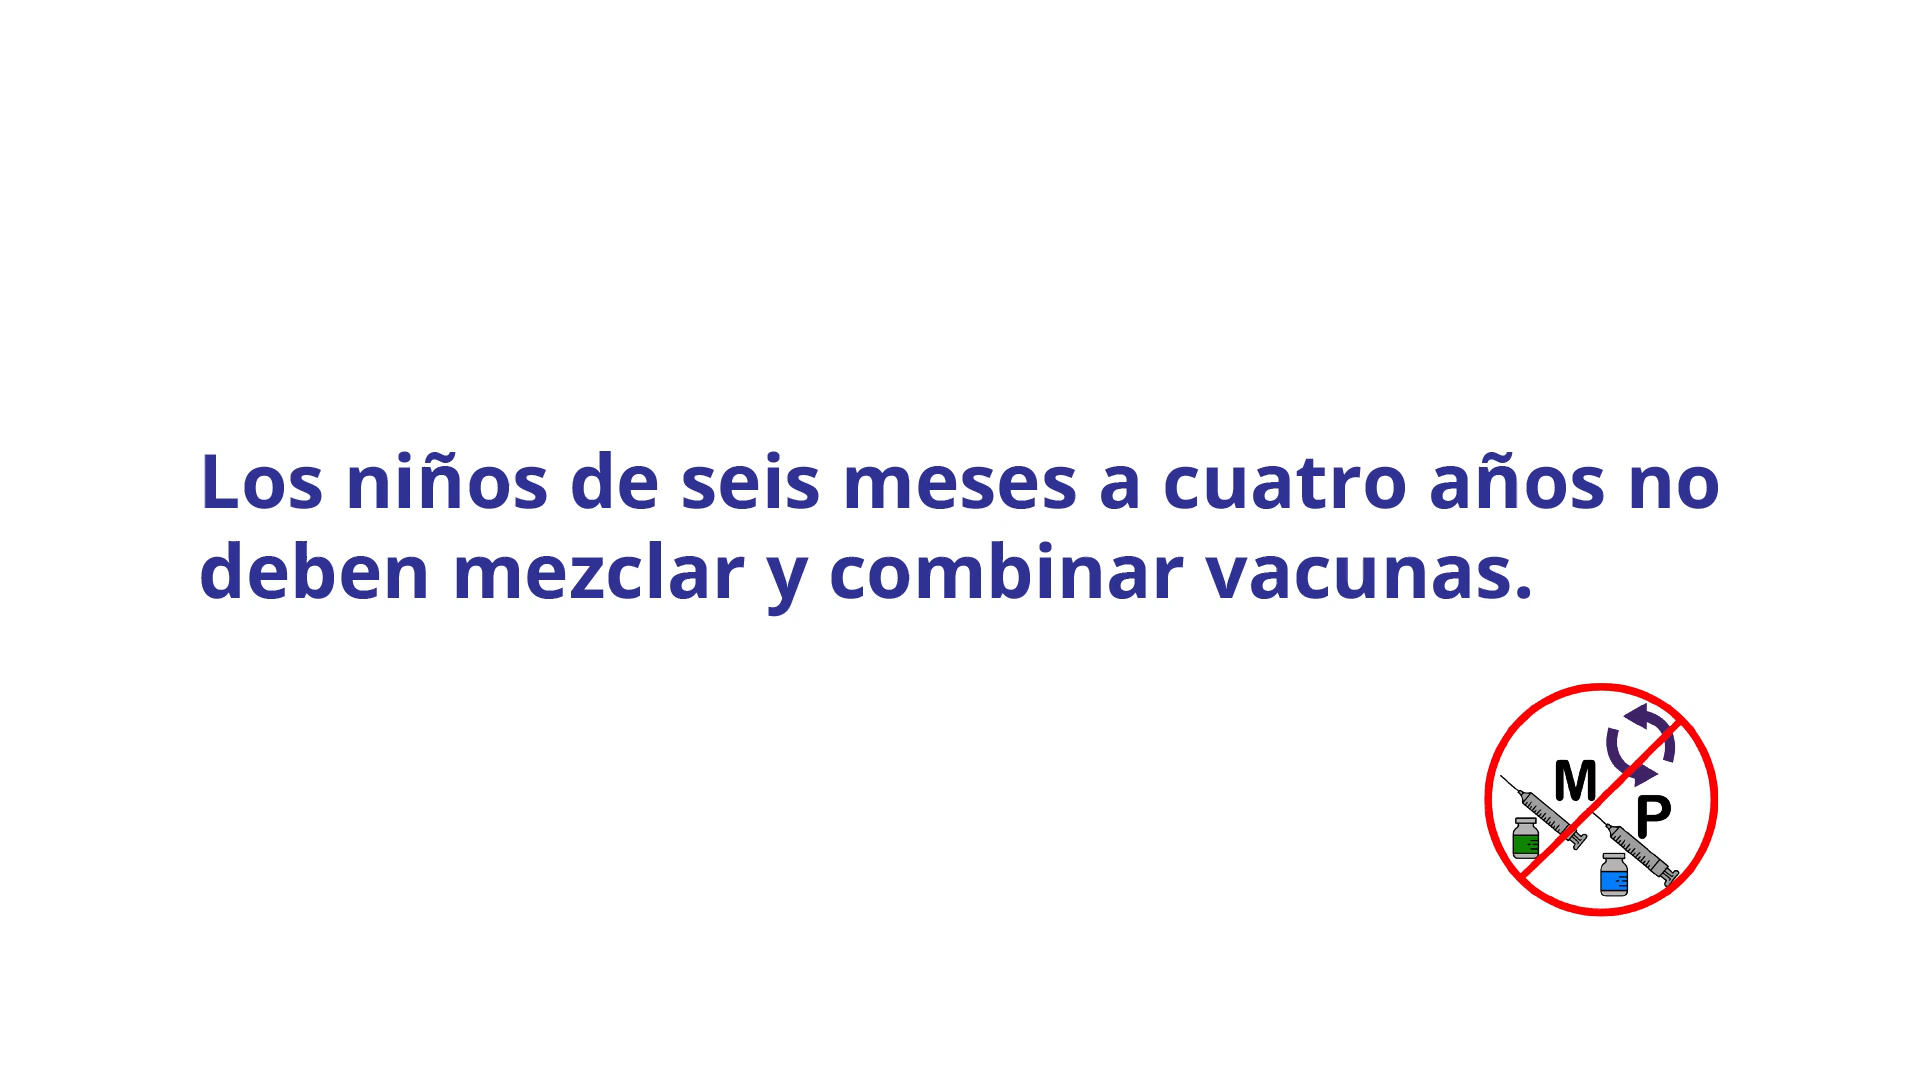 Los niños de seis meses a cuatro años no
deben mezclar y combinar vacunas.
M
P